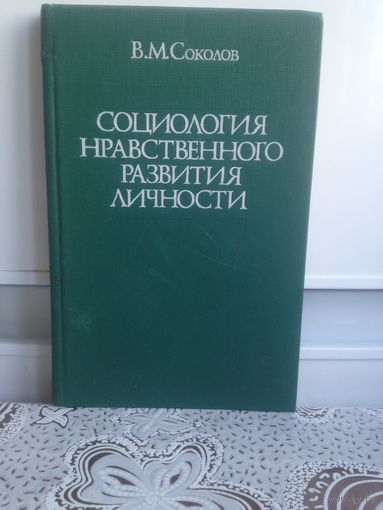 В.М.Соколов
СОЦИОЛОГИЯ
НРАВСТВЕННОГО
РАЗВИТИЯ
ЛИЧНОСТИ